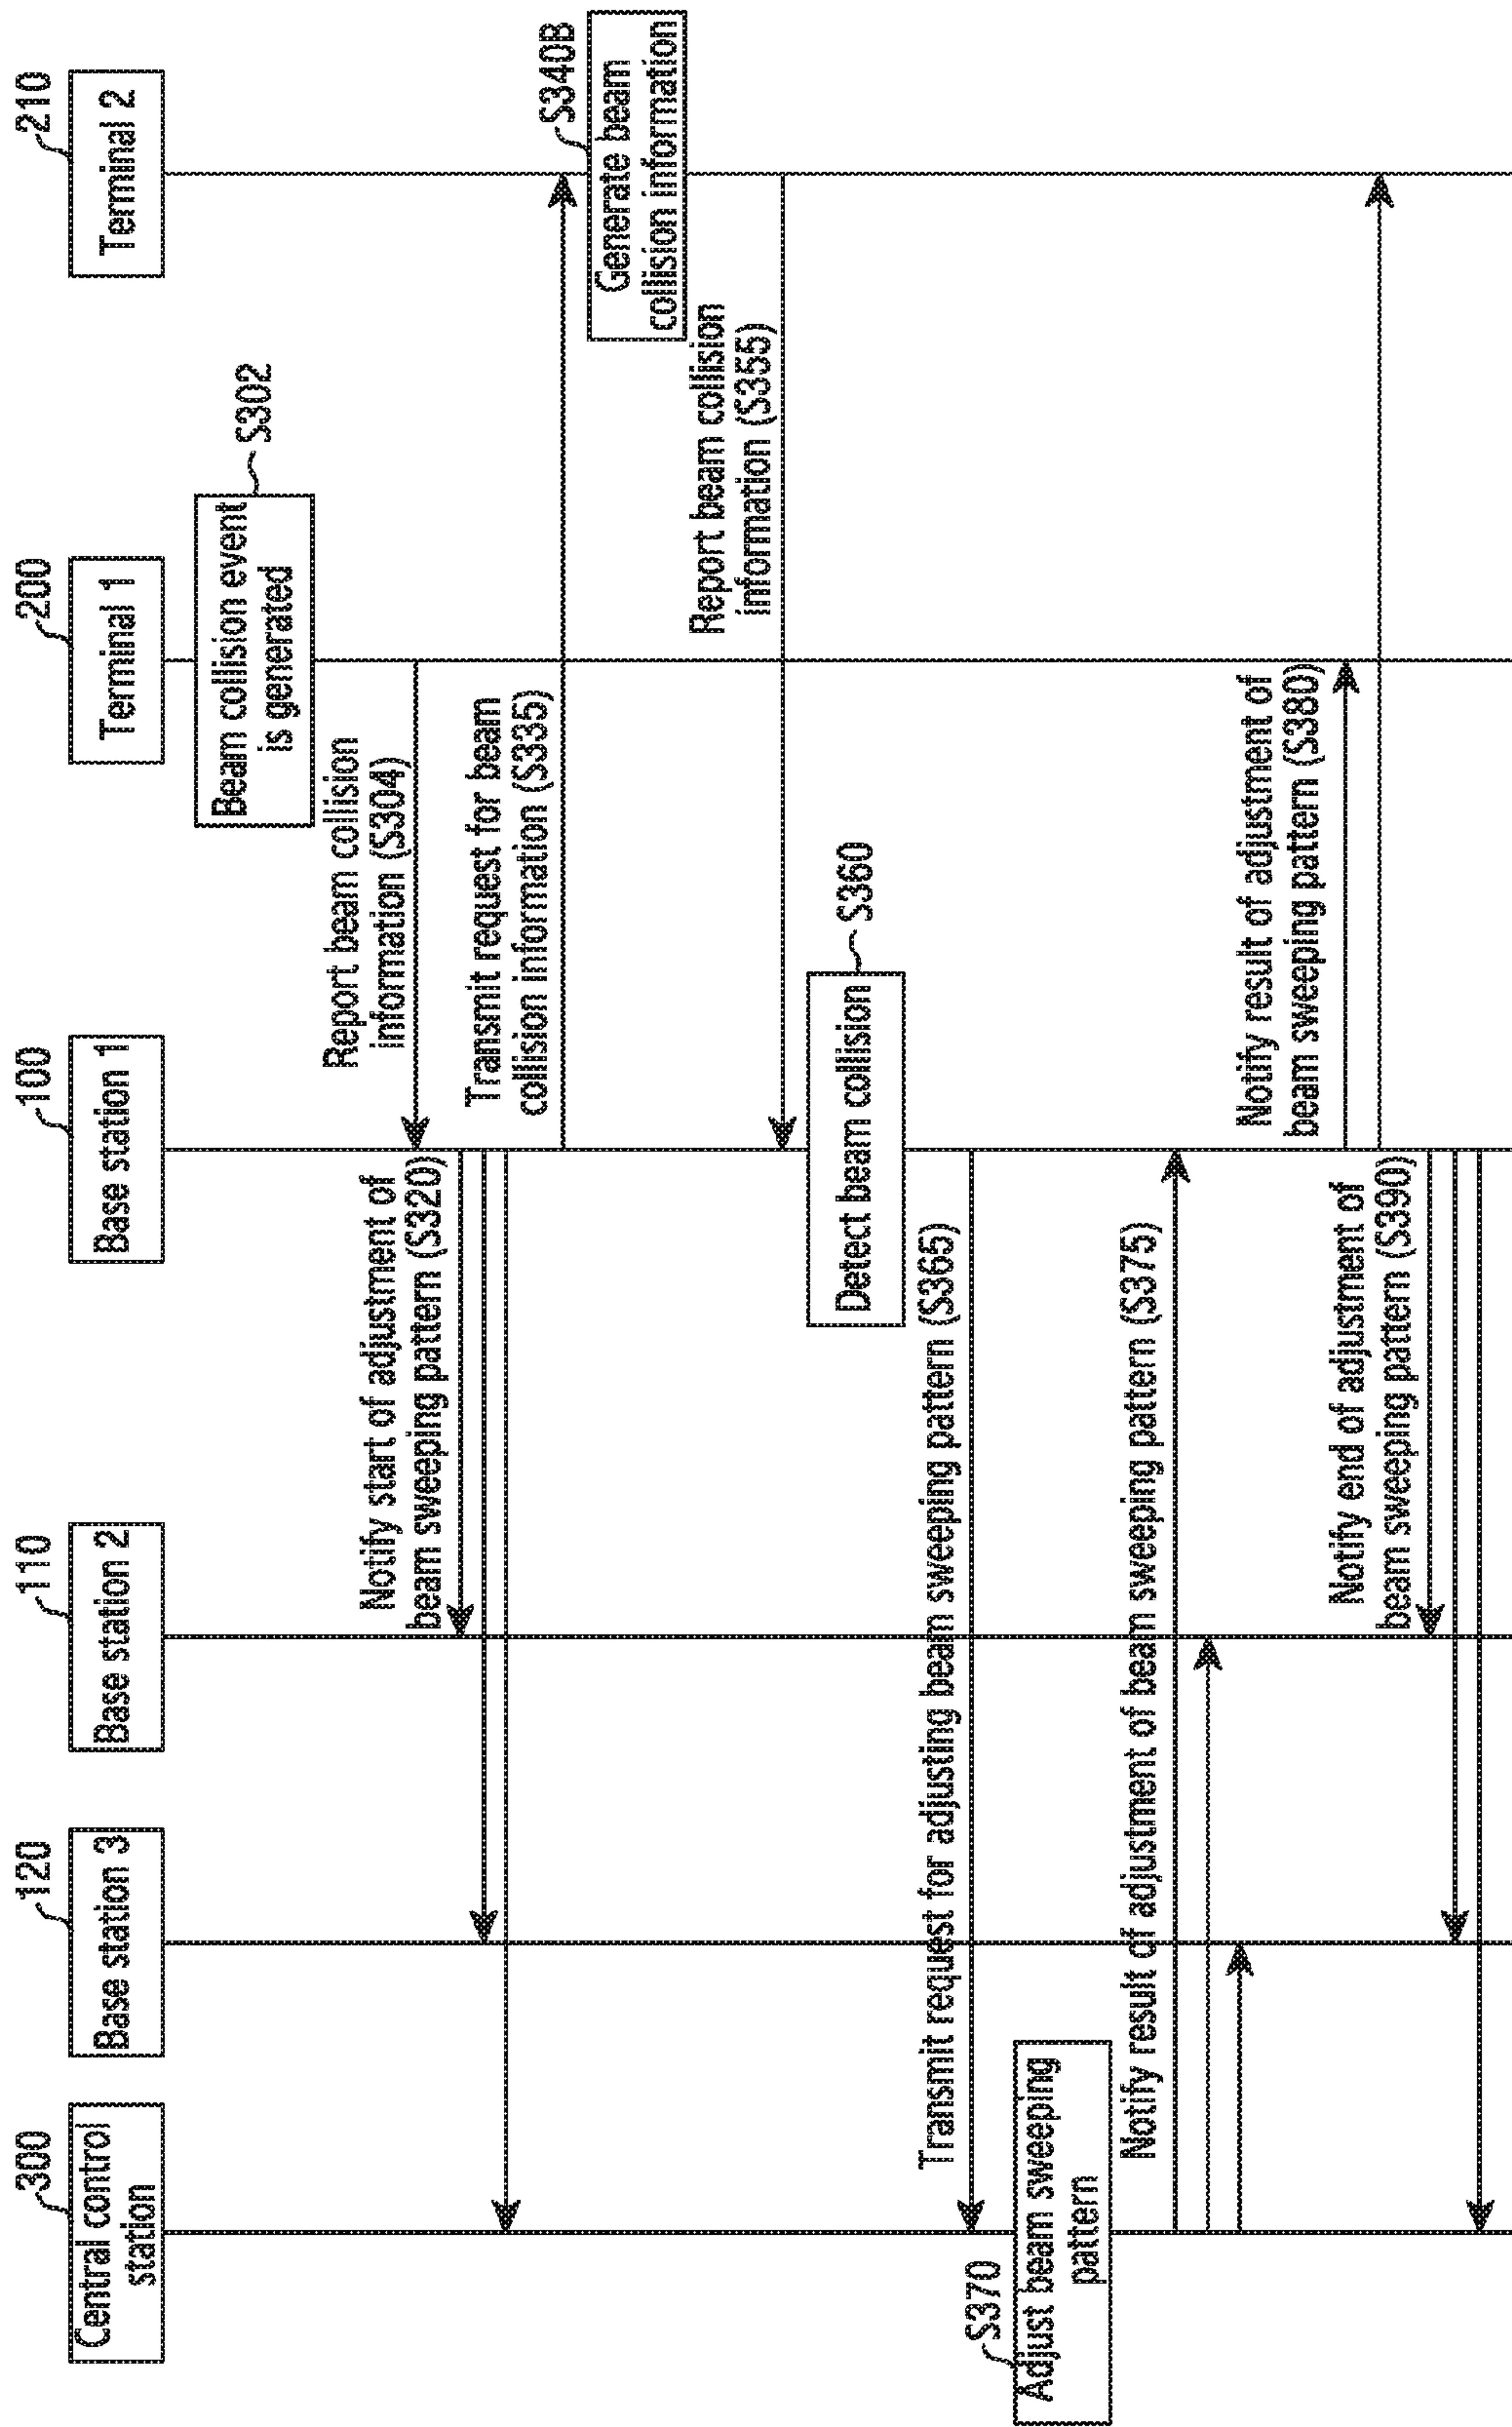 300
Central control
station
120
Base station 3
110
Base station 2
100
Base station 1
200
Terminal 1
210
Terminal 2
Beam collision event
is generated
S302
Report beam collision
information (S304)
Notify start of adjustment of
beam sweeping pattern (S320)
Transmit request for beam
collision information (S335)
S340B
Generate beam
collision information
Report beam collision
information (S355)
Detect beam collision
S360
Transmit request for adjusting beam sweeping pattern (S365)
S370
Adjust beam sweeping
pattern
Notify result of adjustment of beam sweeping pattern (S375)
Notify result of adjustment of
beam sweeping pattern (S380)
Notify end of adjustment of
beam sweeping pattern (S390)